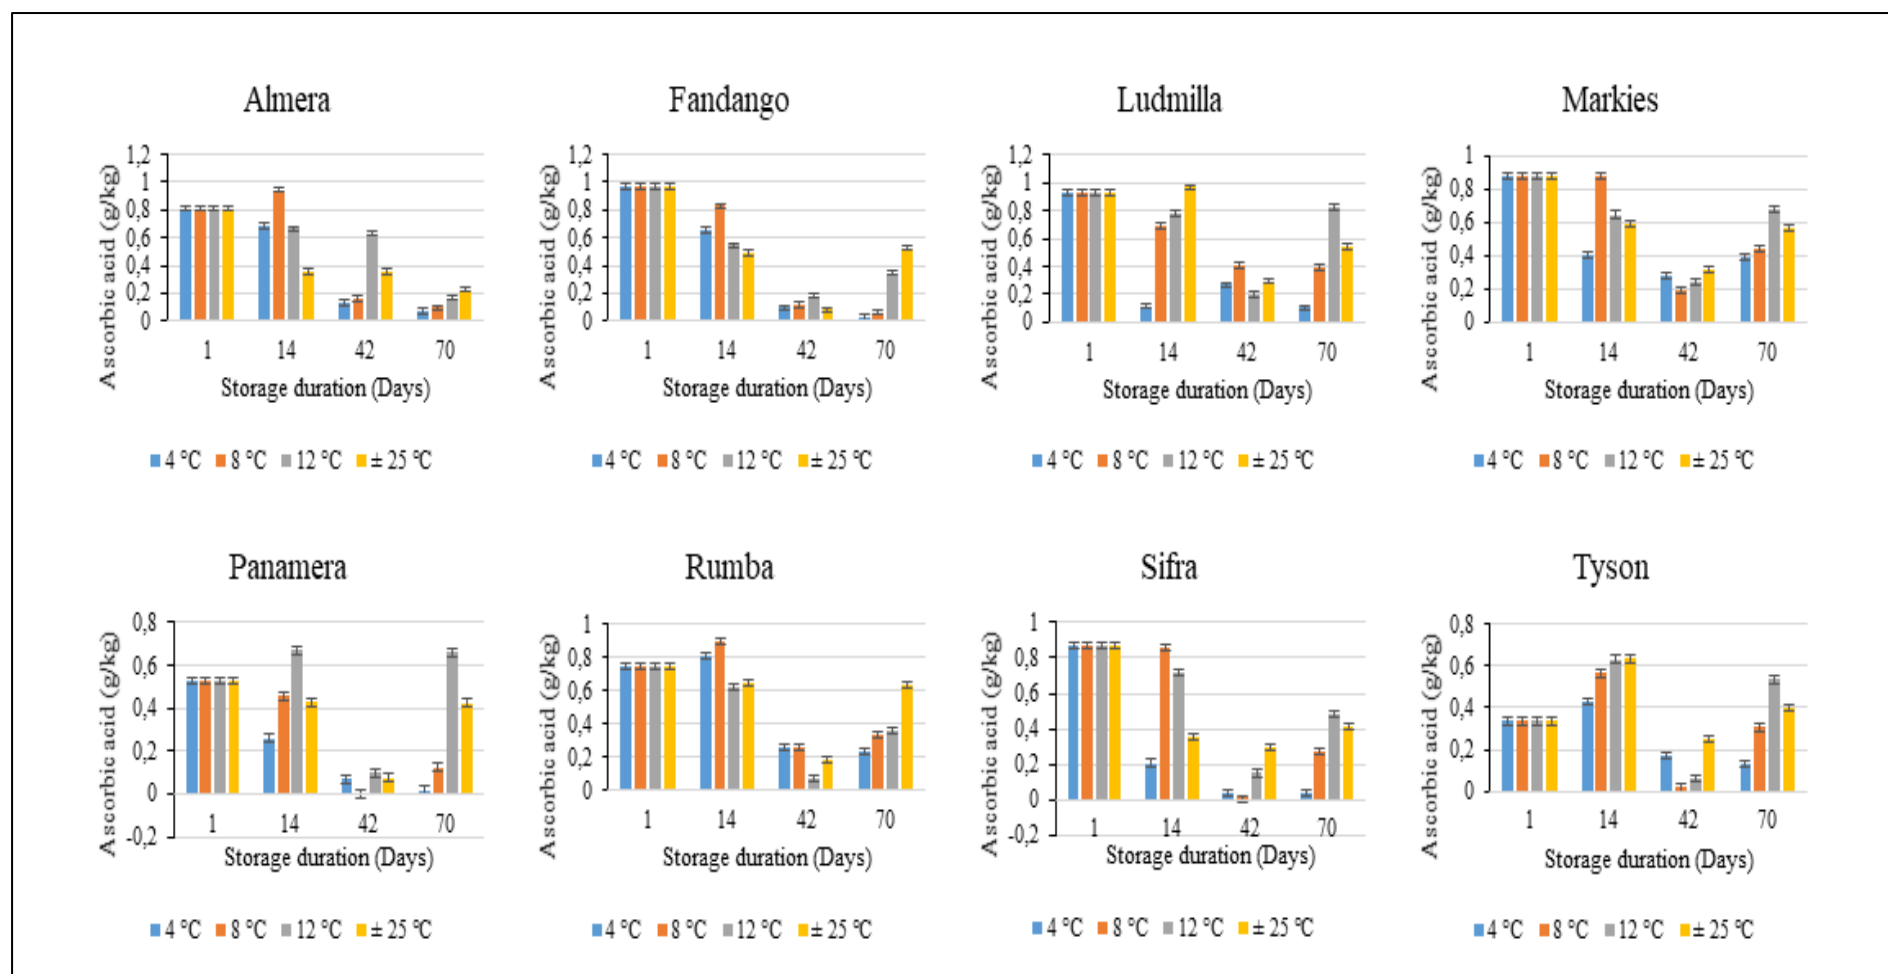 Almera
Ascorbic acid (g/kg)
1,2
1
0,8
0,6
0,4
0,2
0
1 14 42 70
Storage duration (Days)
4 °C 8 °C 12 °C ± 25 °C
Fandango
Ascorbic acid (g/kg)
1,2
1
0,8
0,6
0,4
0,2
0
1 14 42 70
Storage duration (Days)
4 °C 8 °C 12 °C ± 25 °C
Ludmilla
Ascorbic acid (g/kg)
1,2
1
0,8
0,6
0,4
0,2
0
1 14 42 70
Storage duration (Days)
4 °C 8 °C 12 °C ± 25 °C
Markies
Ascorbic acid (g/kg)
1
0,8
0,6
0,4
0,2
0
1 14 42 70
Storage duration (Days)
4 °C 8 °C 12 °C ± 25 °C
Panamera
Ascorbic acid (g/kg)
0,8
0,6
0,4
0,2
0
-0,2
1 14 42 70
Storage duration (Days)
4 °C 8 °C 12 °C ± 25 °C
Rumba
Ascorbic acid (g/kg)
1
0,8
0,6
0,4
0,2
0
1 14 42 70
Storage duration (Days)
4 °C 8 °C 12 °C ± 25 °C
Sifra
Ascorbic acid (g/kg)
1
0,8
0,6
0,4
0,2
0
-0,2
1 14 42 70
Storage duration (Days)
4 °C 8 °C 12 °C ± 25 °C
Tyson
Ascorbic acid (g/kg)
0,8
0,6
0,4
0,2
0
1 14 42 70
Storage duration (Days)
4 °C 8 °C 12 °C ± 25 °C